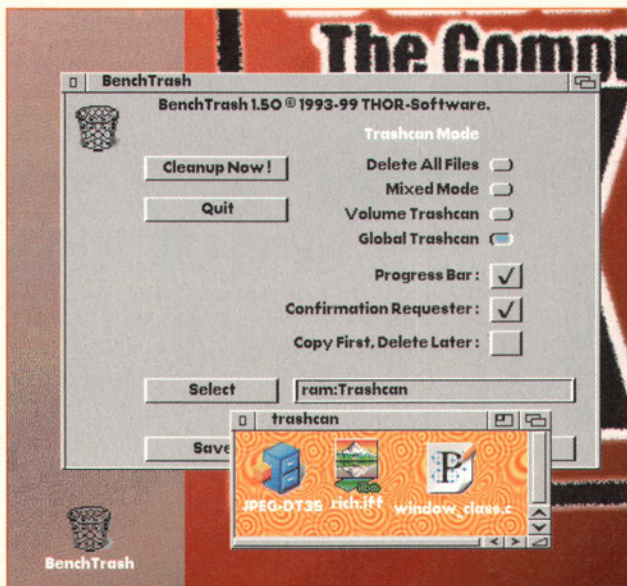 The Compu
BenchTrash
BenchTrash 1.50 © 1993-99 THOR-Software.
Trashcan Mode
Cleanup Now!
Delete All Files
Mixed Mode
Quit
Volume Trashcan
Global Trashcan
Progress Bar:
Confirmation Requester:
Copy First, Delete Later:
Select
ram:Trashcan
Save
trashcan
ilbm
P
JPEG-DT35
rich.iff
window_class.c
BenchTrash